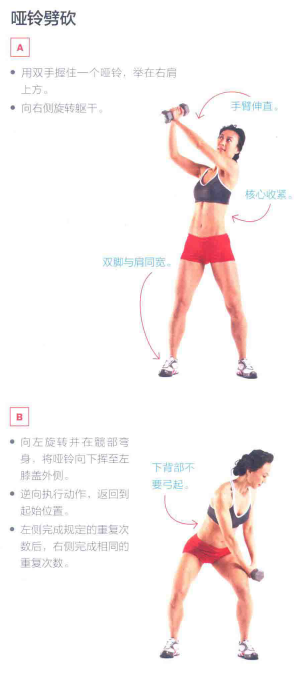 哑铃劈砍
A
● 用双手握住一个哑铃，举在右肩
上方。
● 向右侧旋转躯干。
手臂伸直。
核心收紧。
双脚与肩同宽。
B
● 向左旋转并在髋部弯
身，将哑铃向下挥至左
膝盖外侧。
● 逆向执行动作，返回到
起始位置。
● 左侧完成规定的重复次
数后，右侧完成相同的
重复次数。
下背部不
要弓起。